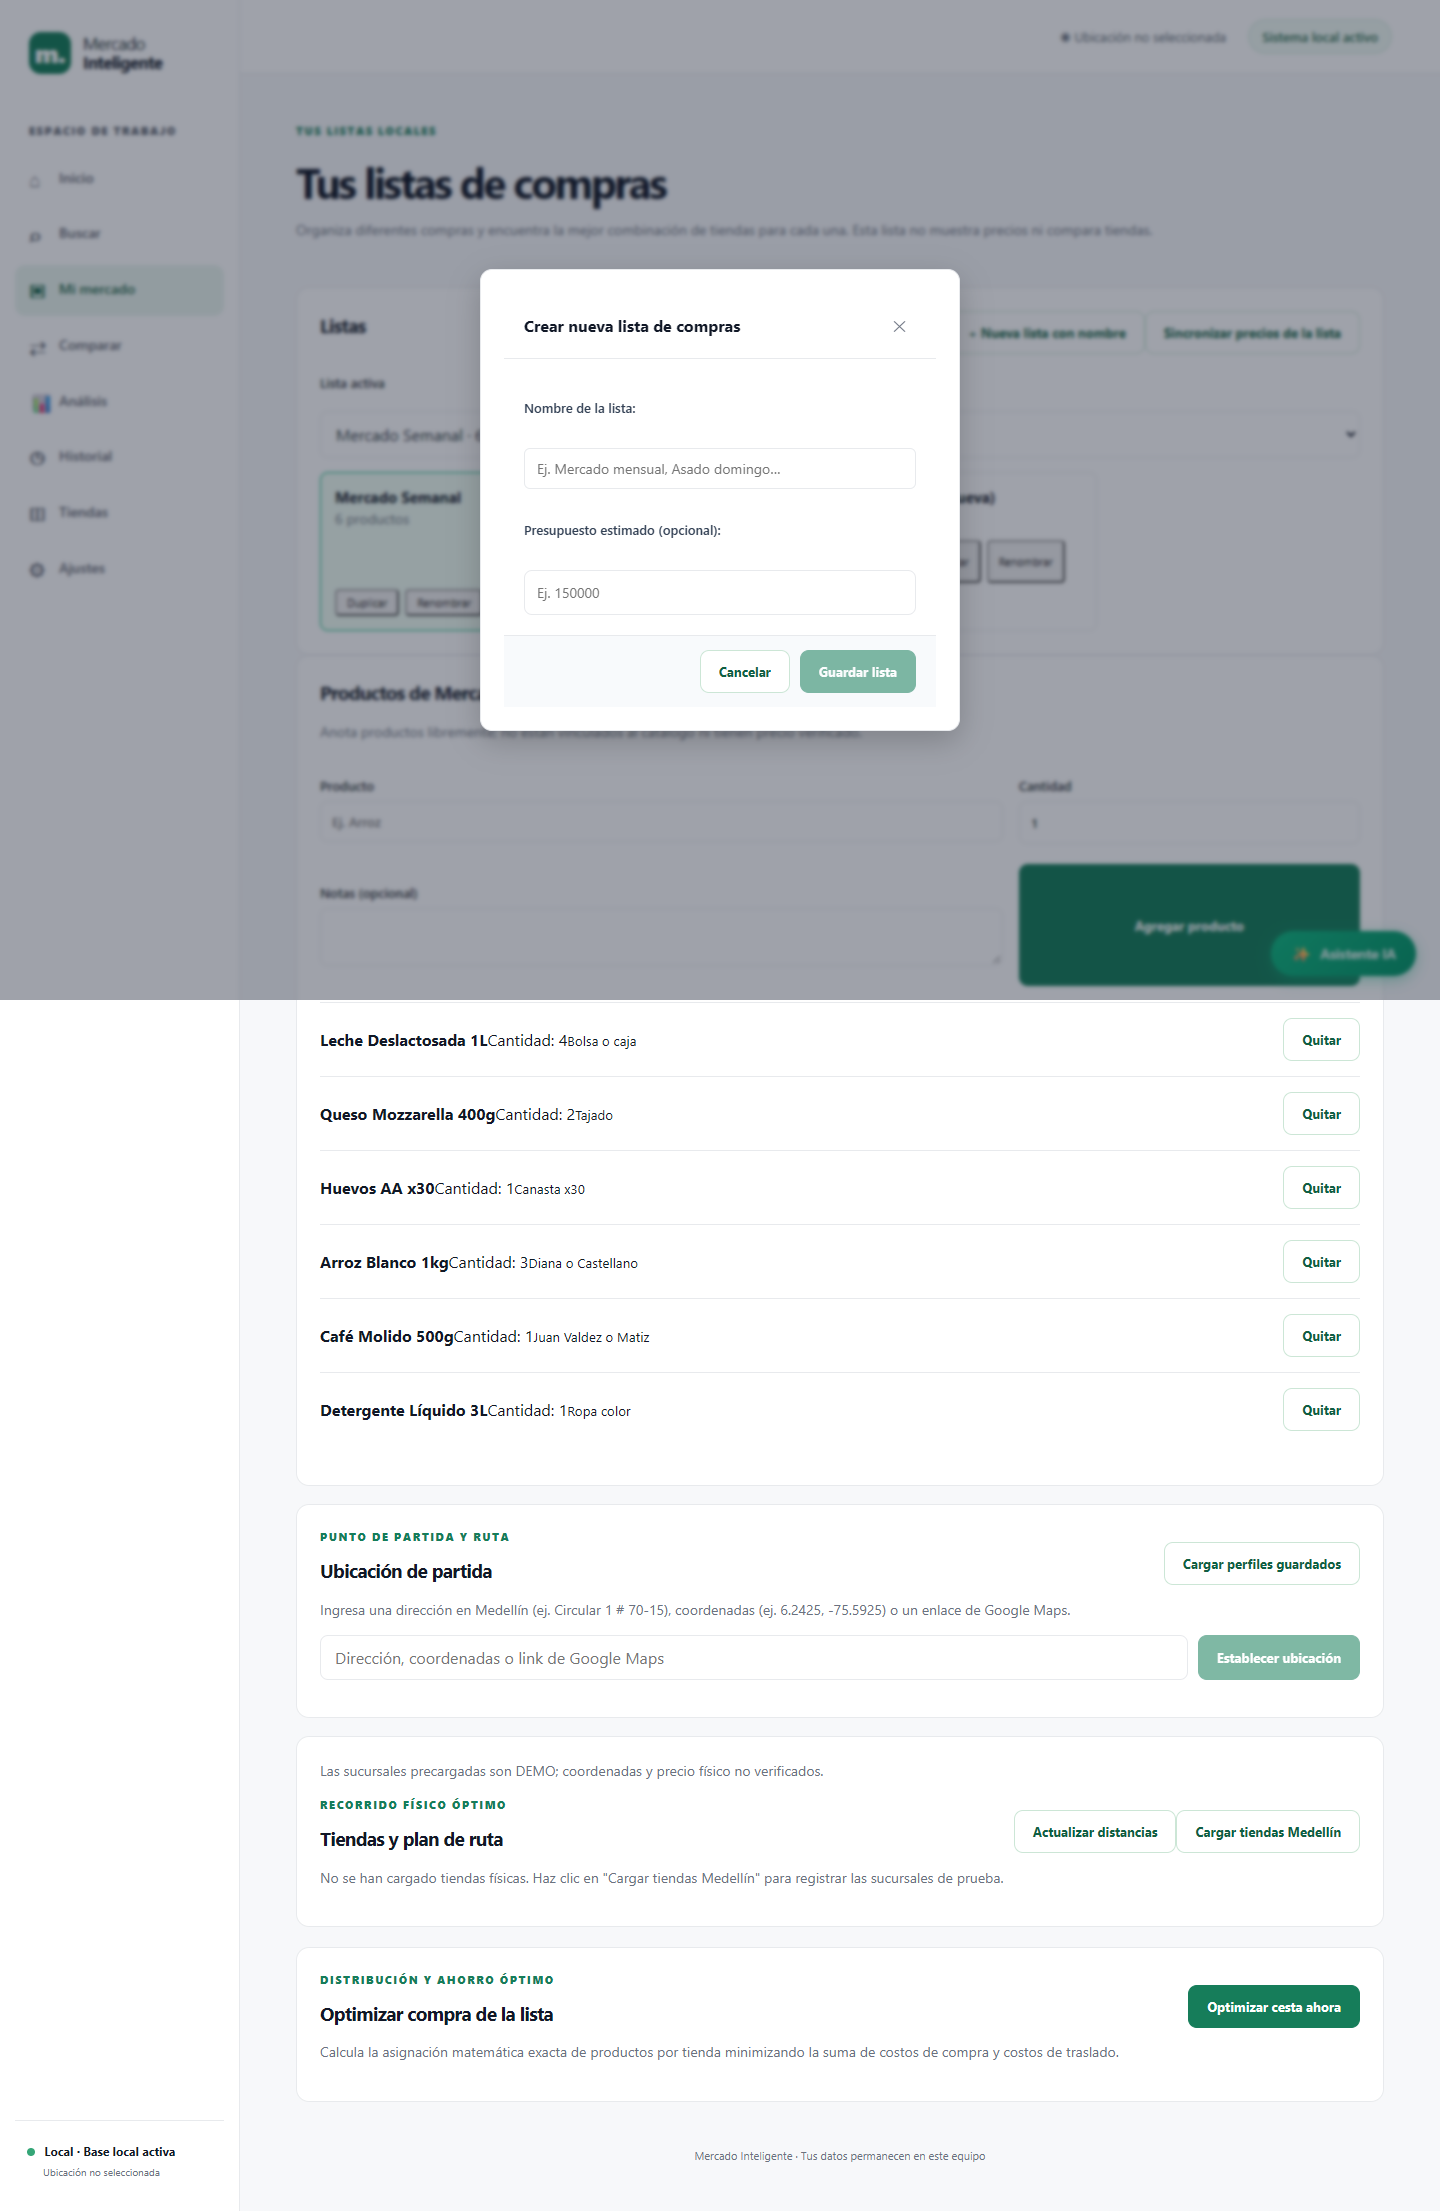 m. Mercado
Inteligente
Ubicación no seleccionada
Sistema local activo
ESPACIO DE TRABAJO
Inicio
Buscar
Mi mercado
Comparar
Análisis
Historial
Tiendas
Ajustes
TUS LISTAS LOCALES
Tus listas de compras
Organiza diferentes compras y encuentra la mejor combinación de tiendas para cada una. Esta lista no muestra precios ni compara tiendas.
Listas
Nueva lista con nombre
Sincronizar precios de la lista
Lista activa
Mercado Semanal ·
Mercado Semanal
6 productos
Duplicar
Renombrar
Renombrar
Crear nueva lista de compras
Nombre de la lista:
Ej. Mercado mensual, Asado domingo...
Presupuesto estimado (opcional):
Ej. 150000
Cancelar
Guardar lista
Productos de
Anota productos
Producto
Ej. Arroz
Cantidad
1
Notas (opcional)
Agregar producto
Asistente IA
Leche Deslactosada 1LCantidad: 4Bolsa o caja
Quitar
Queso Mozzarella 400gCantidad: 2Tajado
Quitar
Huevos AA x30Cantidad: 1Canasta x30
Quitar
Arroz Blanco 1kgCantidad: 3Diana o Castellano
Quitar
Café Molido 500gCantidad: 1Juan Valdez o Matiz
Quitar
Detergente Líquido 3LCantidad: 1Ropa color
Quitar
PUNTO DE PARTIDA Y RUTA
Ubicación de partida
Cargar perfiles guardados
Ingresa una dirección en Medellín (ej. Circular 1 # 70-15), coordenadas (ej. 6.2425, -75.5925) o un enlace de Google Maps.
Dirección, coordenadas o link de Google Maps
Establecer ubicación
Las sucursales precargadas son DEMO; coordenadas y precio físico no verificados.
RECORRIDO FÍSICO ÓPTIMO
Tiendas y plan de ruta
Actualizar distancias
Cargar tiendas Medellín
No se han cargado tiendas físicas. Haz clic en "Cargar tiendas Medellín" para registrar las sucursales de prueba.
DISTRIBUCIÓN Y AHORRO ÓPTIMO
Optimizar compra de la lista
Optimizar cesta ahora
Calcula la asignación matemática exacta de productos por tienda minimizando la suma de costos de compra y costos de traslado.
Local · Base local activa
Ubicación no seleccionada
Mercado Inteligente · Tus datos permanecen en este equipo